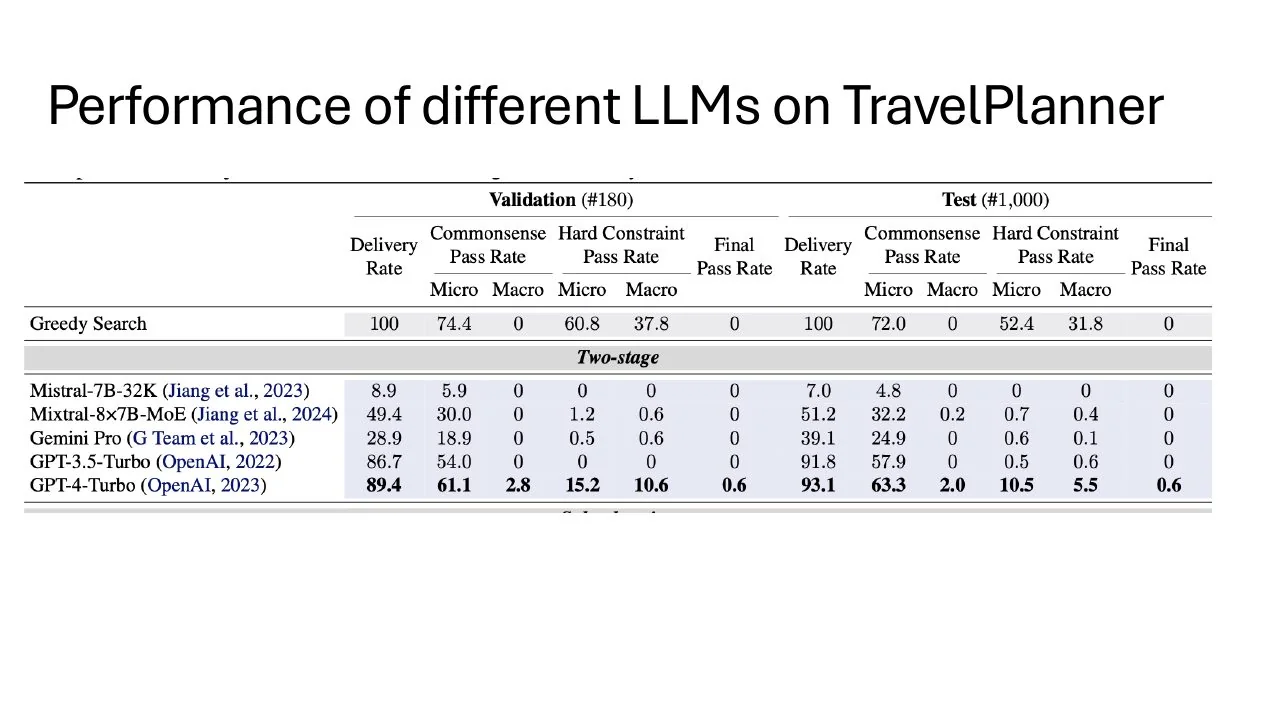 Performance of different LLMs on TravelPlanner
Validation (#180) Test (#1,000)
Delivery Rate Commonsense Pass Rate Hard Constraint Pass Rate Final Pass Rate Delivery Rate Commonsense Pass Rate Hard Constraint Pass Rate Final Pass Rate
Micro Macro Micro Macro Micro Macro Micro Macro
Greedy Search 100 74.4 0 60.8 37.8 0 100 72.0 0 52.4 31.8 0
Two-stage
Mistral-7B-32K (Jiang et al., 2023) 8.9 5.9 0 0 0 0 7.0 4.8 0 0 0 0
Mixtral-8×7B-MoE (Jiang et al., 2024) 49.4 30.0 0 1.2 0.6 0 51.2 32.2 0.2 0.7 0.4 0
Gemini Pro (G Team et al., 2023) 28.9 18.9 0 0.5 0.6 0 39.1 24.9 0 0.6 0.1 0
GPT-3.5-Turbo (OpenAI, 2022) 86.7 54.0 0 0 0 0 91.8 57.9 0 0.5 0.6 0
GPT-4-Turbo (OpenAI, 2023) 89.4 61.1 2.8 15.2 10.6 0.6 93.1 63.3 2.0 10.5 5.5 0.6